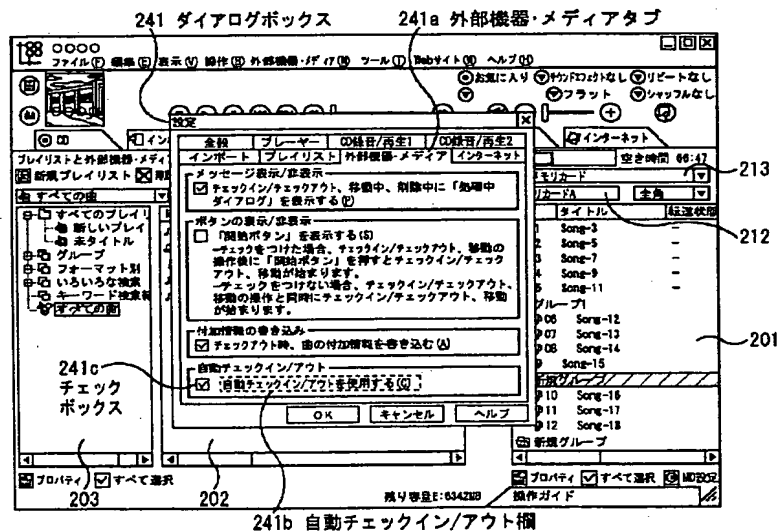 241 ダイアログボックス
241a 外部機器・メディアタブ
○○○○
ファイル(F) 編集(E) 表示(V) 操作(B) 外部機器・メディア(M) ツール(T) Webサイト(W) ヘルプ(H)
お気に入り サウンドエフェクトなし リピートなし
フラット シャッフルなし
CD
インターネット
設定
全般 プレーヤー CD録音/再生1 CD録音/再生2
インポート プレイリスト 外部機器・メディア インターネット
メッセージ表示/非表示
チェックイン/チェックアウト、移動中、削除中に「処理中
ダイアログ」を表示する(P)
ボタンの表示/非表示
「開始ボタン」を表示する(S)
ーチェックをつけた場合、チェックイン/チェックアウト、移動の
操作後に「開始ボタン」を押すとチェックイン/チェック
アウト、移動が始まります。
ーチェックをつけない場合、チェックイン/チェックアウト、
移動の操作と同時にチェックイン/チェックアウト、移動
が始まります。
付加情報の書き込み
チェックアウト時、曲の付加情報を書き込む(A)
自動チェックイン/アウト
自動チェックイン/アウトを使用する(C)
OK キャンセル ヘルプ
プレイリストと外部機器・メディ
新規プレイリスト
すべての曲
すべてのプレイリ
新しいプレイ
未タイトル
グループ
フォーマット別
いろいろな検索
キーワード検索
すべての曲
241c
チェック
ボックス
プロパティ すべて選択
203
202
空き時間 66:47
モリカード
213
リカードA 全角
212
タイトル 転送状態
1 Song-3 −
2 Song-5 −
3 Song-7 −
4 Song-9 −
5 Song-11 −
グループ1
06 Song-12
07 Song-13
08 Song-14
9 Song-15
201
新規グループ
10 Song-16
11 Song-17
12 Song-18
新規グループ
プロパティ すべて選択 MD設定
残り容量E:6342MB 操作ガイド
241b 自動チェックイン/アウト欄